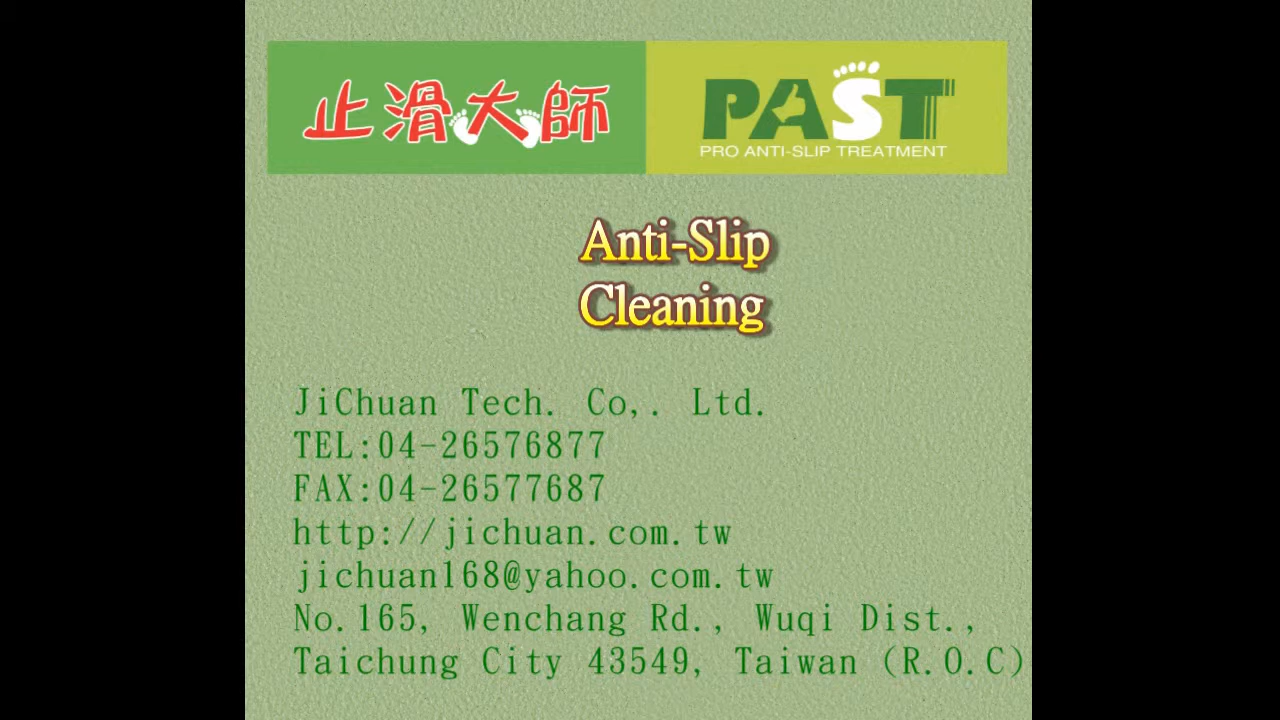 止滑大師
PAST
PRO ANTI-SLIP TREATMENT
Anti-Slip
Cleaning
JiChuan Tech. Co,. Ltd.
TEL:04-26576877
FAX:04-26577687
http://jichuan.com.tw
jichuan168@yahoo.com.tw
No.165, Wenchang Rd., Wuqi Dist.,
Taichung City 43549, Taiwan (R.O.C)